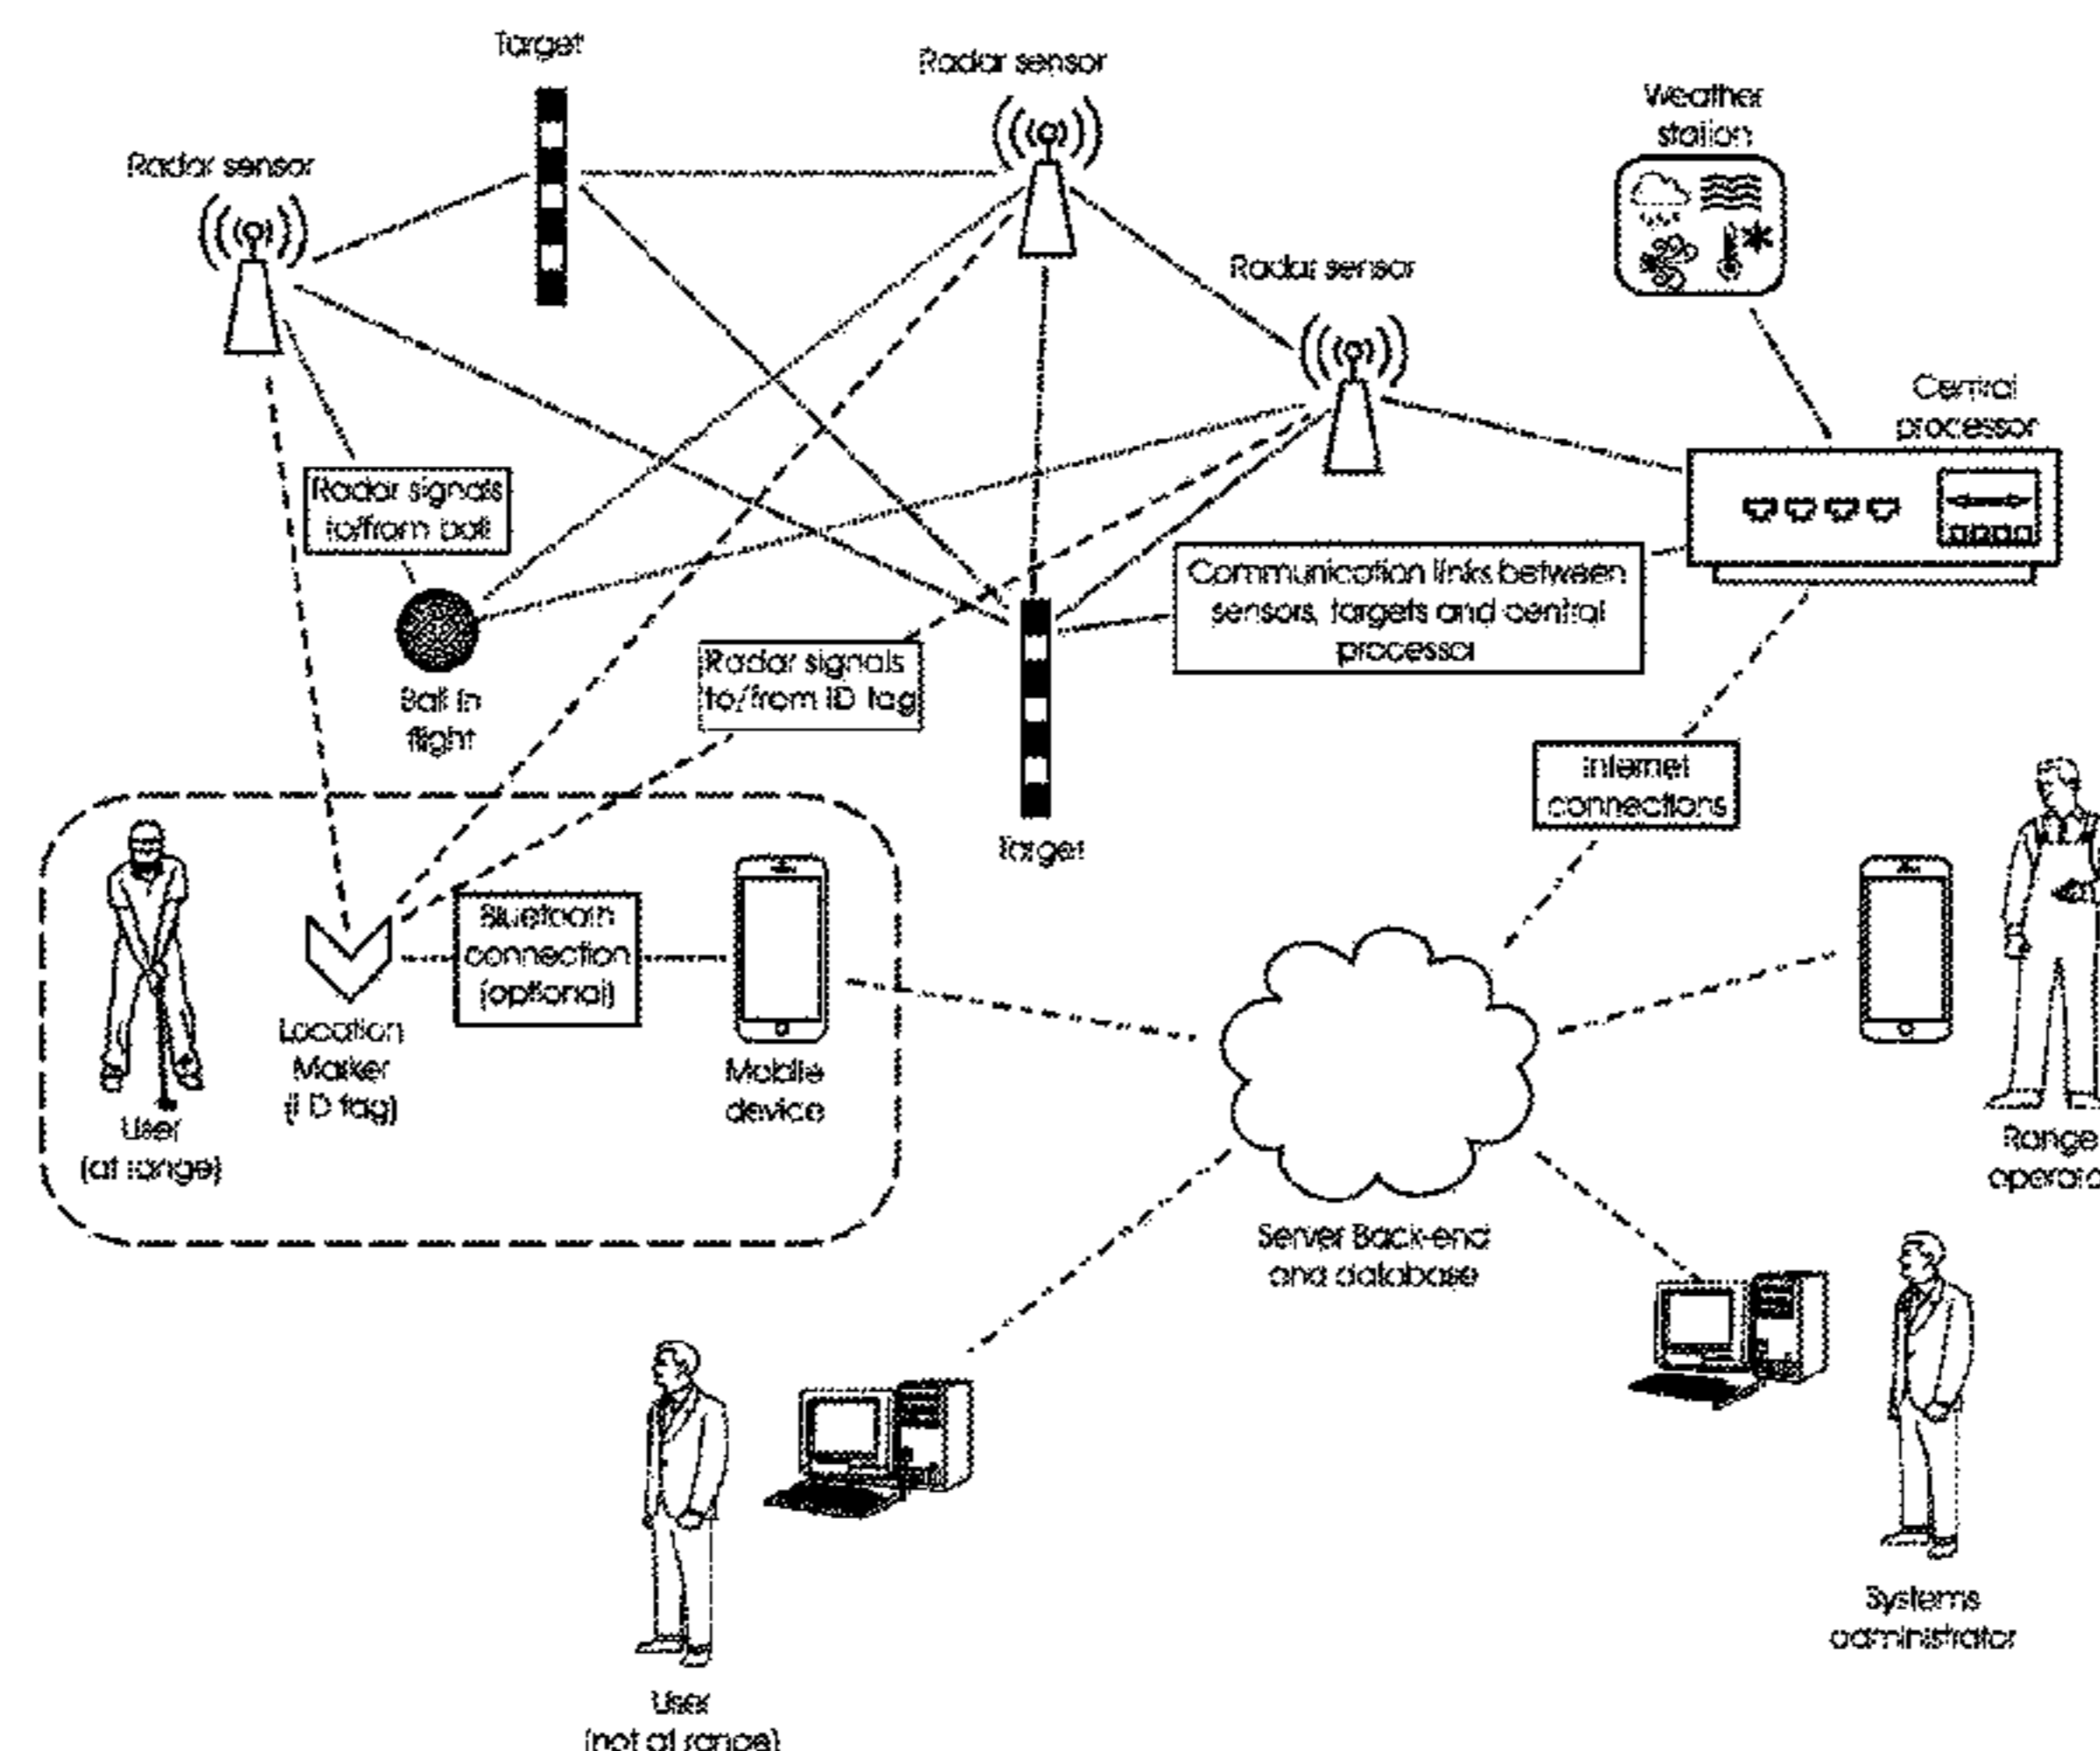 Target
Radar sensor
Weather
station
Radar sensor
Radar sensor
Central
processor
Radar signals
to/from ball
Communication links between
sensors, targets and central
processor
Radar signals
to/from ID tag
Ball in
flight
Internet
connections
Target
Bluetooth
connection
(optional)
Location
Marker
(I D tag)
Mobile
device
User
(at range)
Range
operato
Server Back-end
and database
Systems
administrator
User
(not at range)